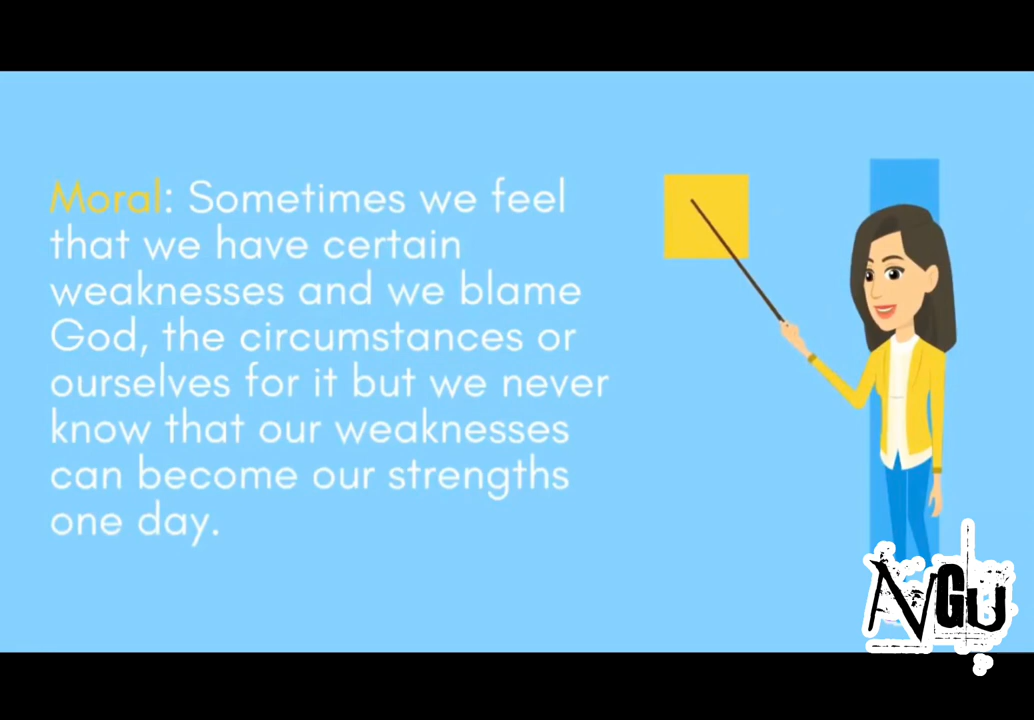 Moral: Sometimes we feel
that we have certain
weaknesses and we blame
God, the circumstances or
ourselves for it but we never
know that our weaknesses
can become our strengths
one day.
AVGU